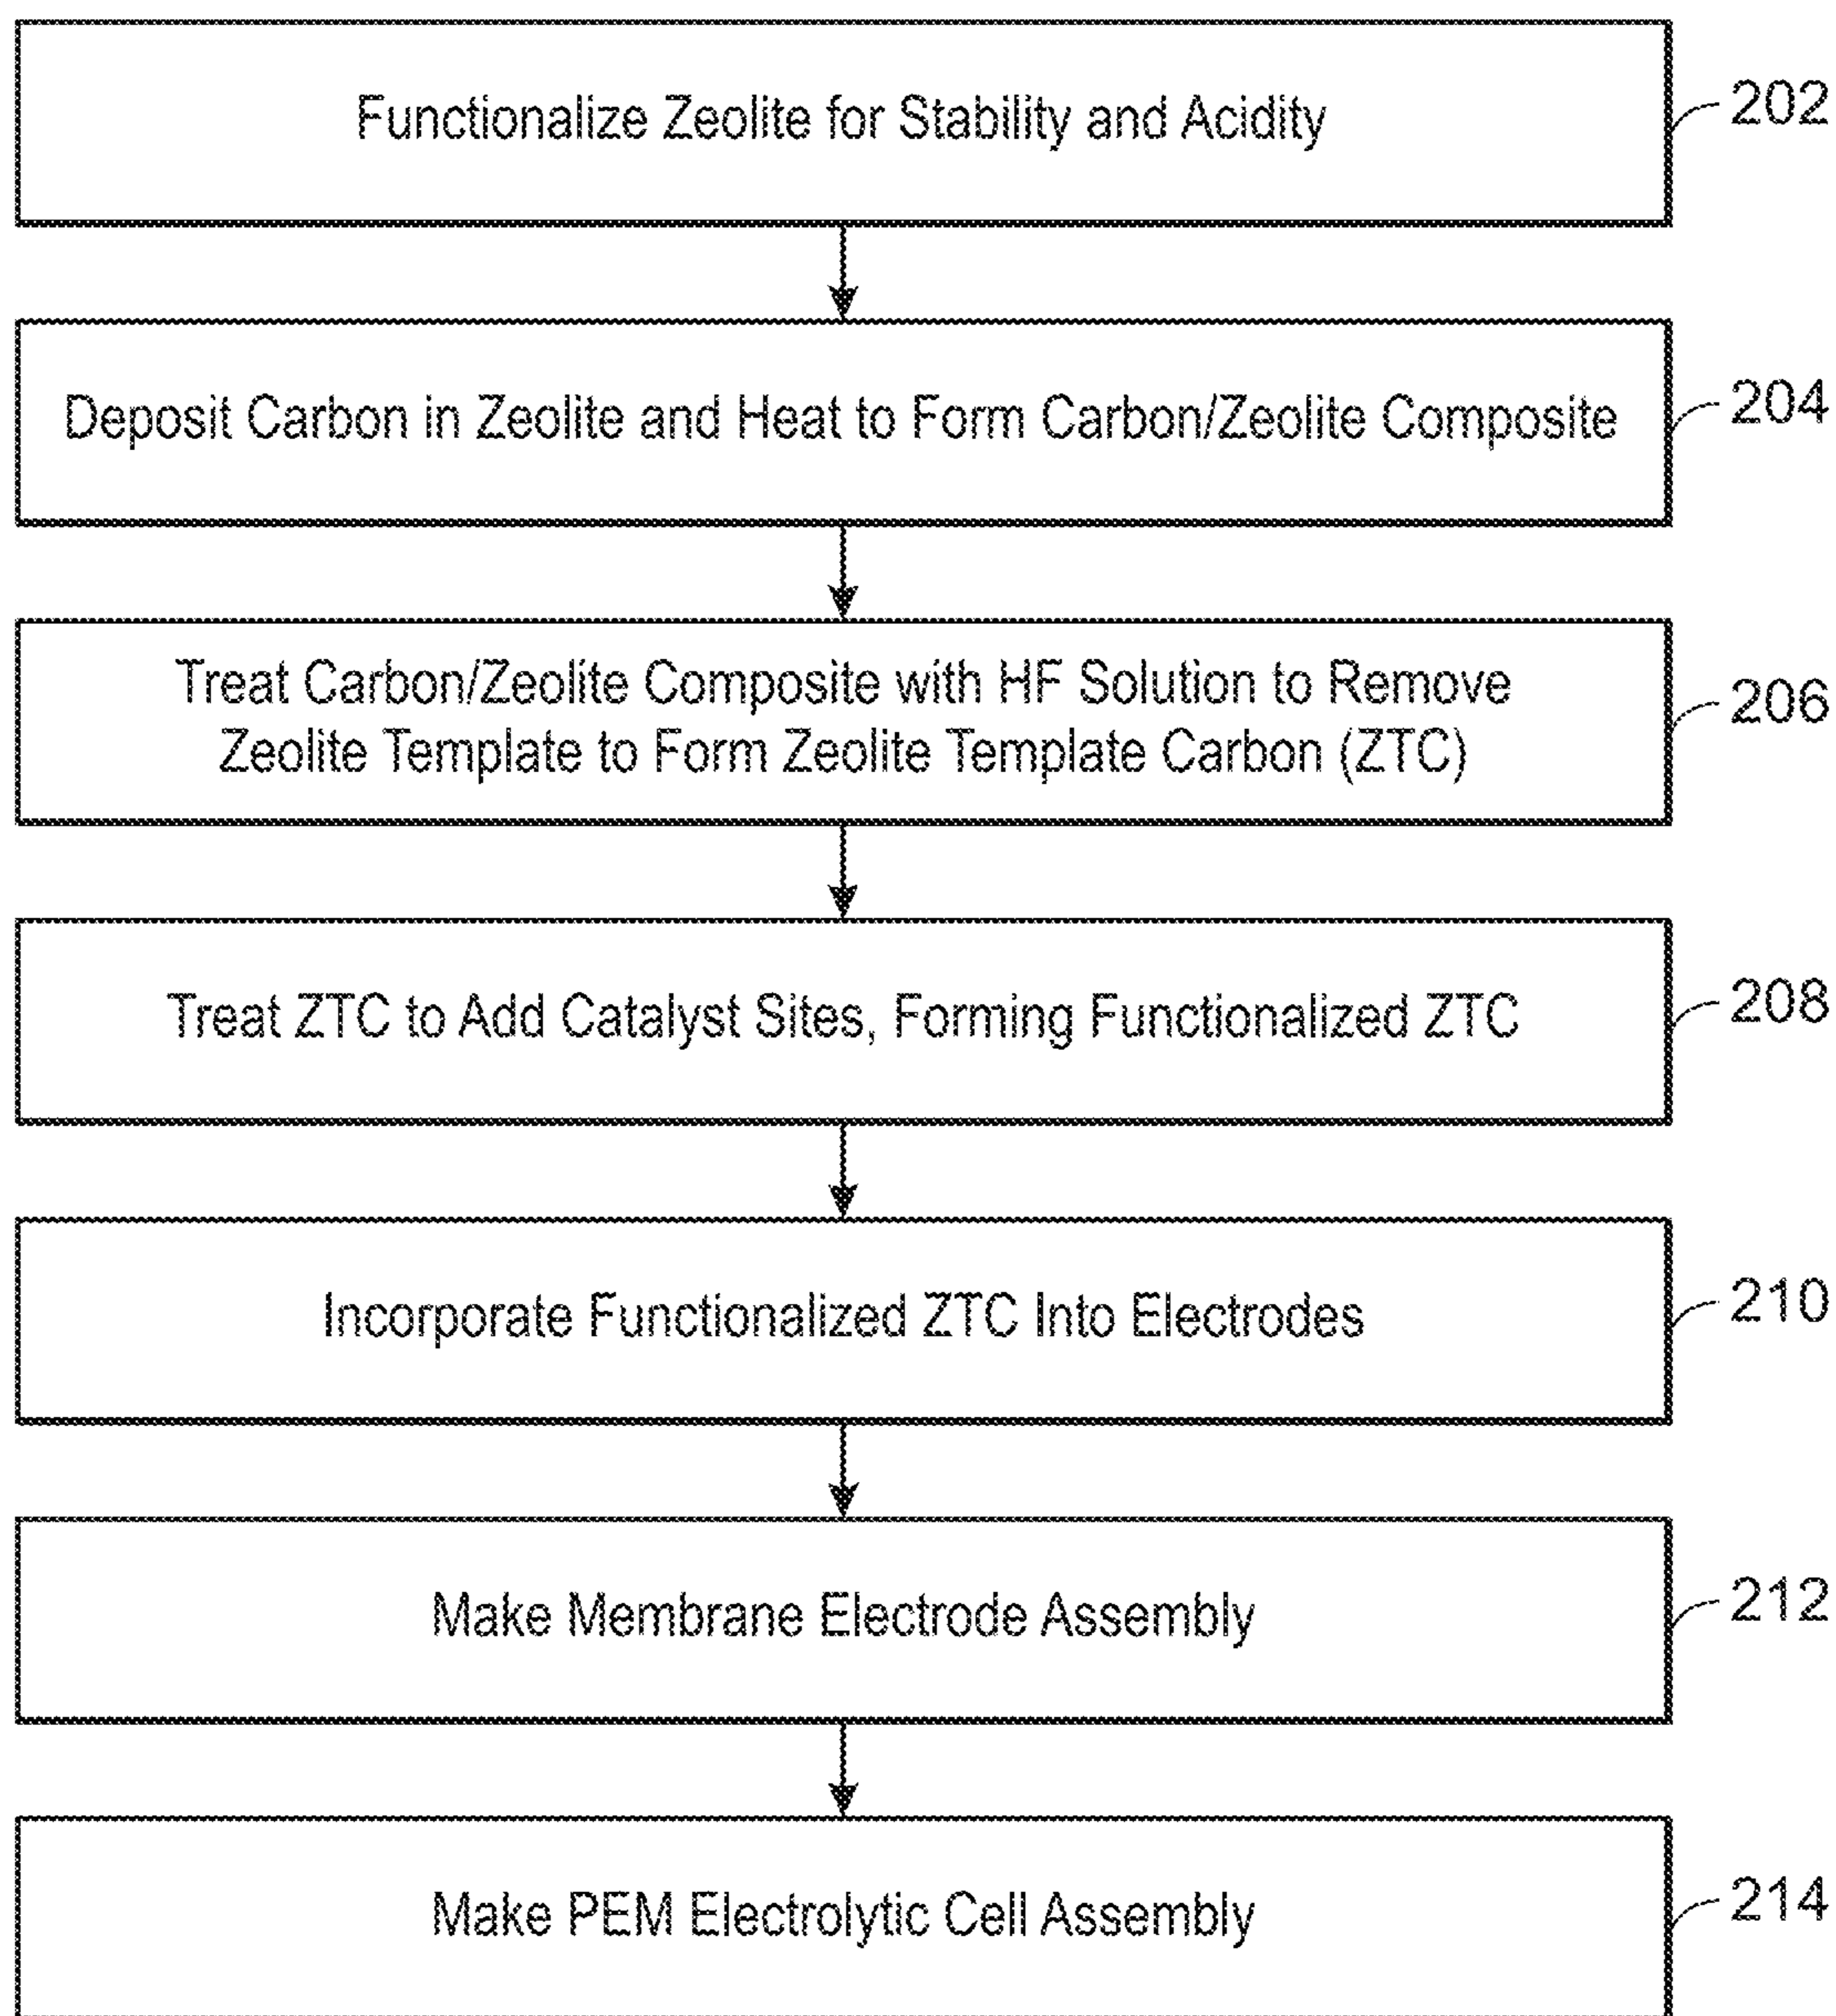 Functionalize Zeolite for Stability and Acidity
202
Deposit Carbon in Zeolite and Heat to Form Carbon/Zeolite Composite
204
Treat Carbon/Zeolite Composite with HF Solution to Remove
Zeolite Template to Form Zeolite Template Carbon (ZTC)
206
Treat ZTC to Add Catalyst Sites, Forming Functionalized ZTC
208
Incorporate Functionalized ZTC Into Electrodes
210
Make Membrane Electrode Assembly
212
Make PEM Electrolytic Cell Assembly
214